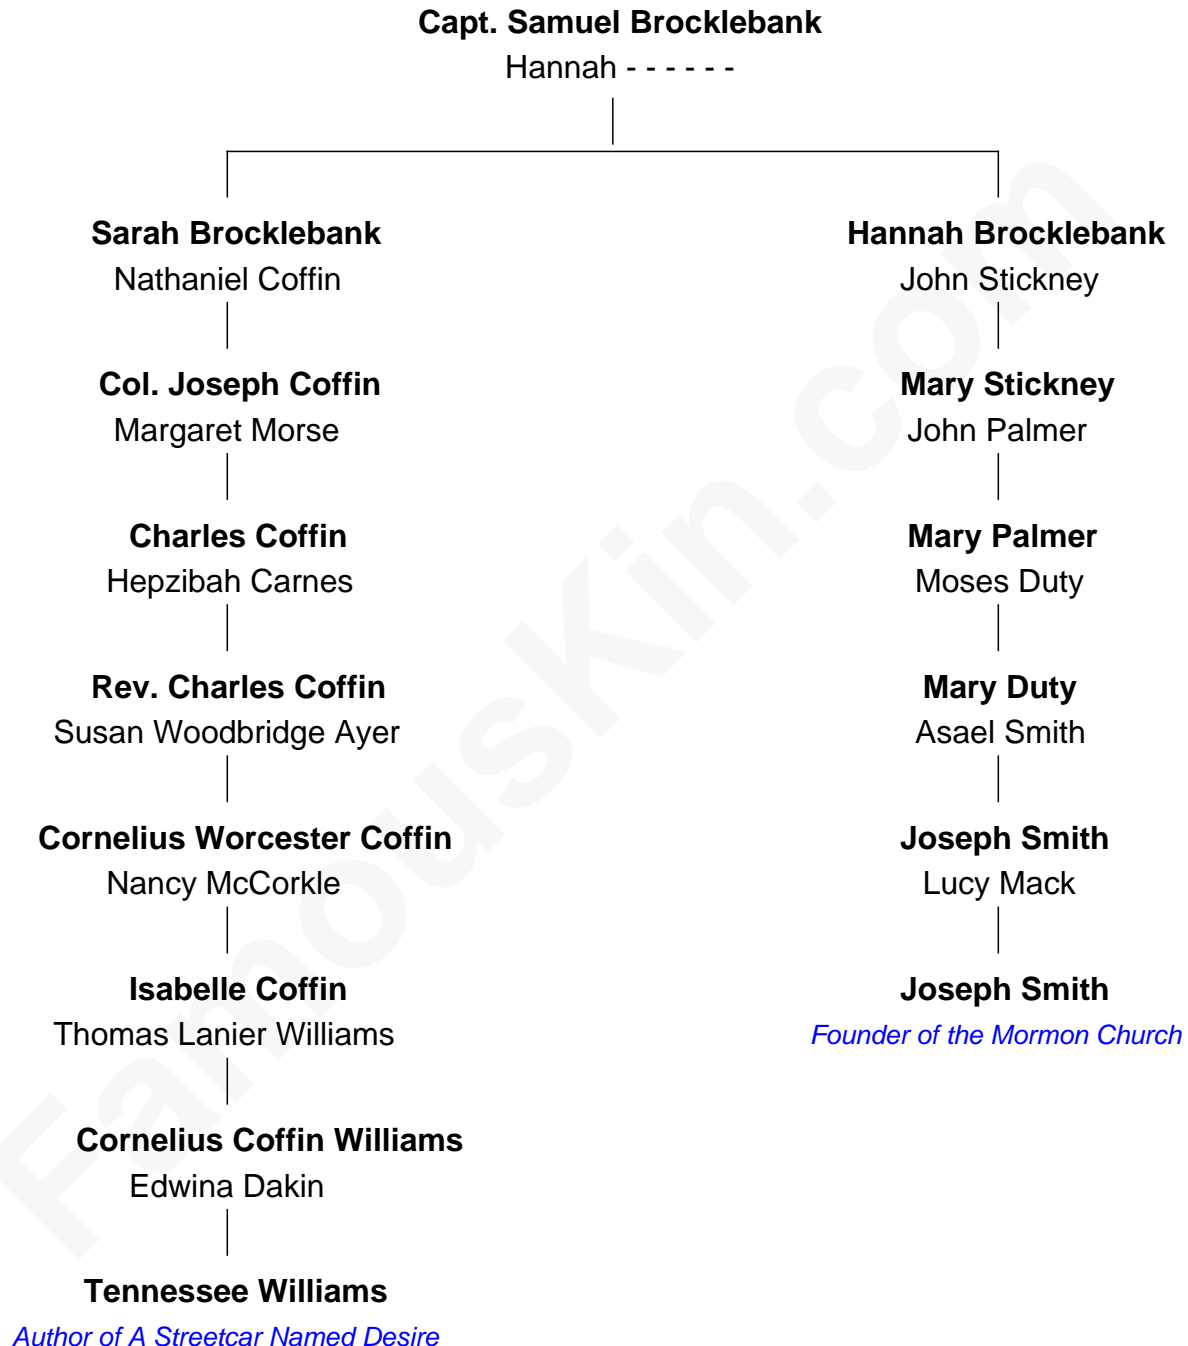 Capt. Samuel Brocklebank
Hannah - - - - - -
Sarah Brocklebank
Nathaniel Coffin
Hannah Brocklebank
John Stickney
Col. Joseph Coffin
Margaret Morse
Mary Stickney
John Palmer
Charles Coffin
Hepzibah Carnes
Mary Palmer
Moses Duty
Rev. Charles Coffin
Susan Woodbridge Ayer
Mary Duty
Asael Smith
Cornelius Worcester Coffin
Nancy McCorkle
Joseph Smith
Lucy Mack
Isabelle Coffin
Thomas Lanier Williams
Joseph Smith
Founder of the Mormon Church
Cornelius Coffin Williams
Edwina Dakin
Tennessee Williams
Author of A Streetcar Named Desire
FamousKin.com